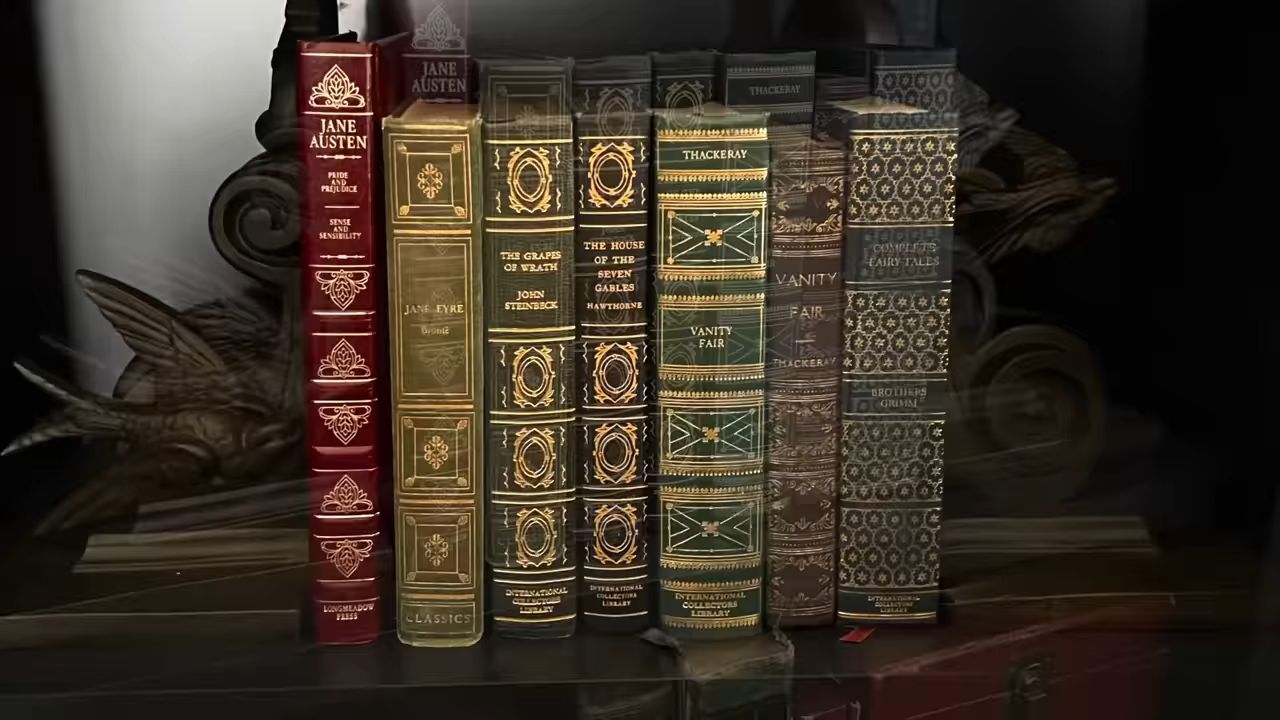 JANE
AUSTEN
PRIDE
AND
PREJUDICE
SENSE
AND
SENSIBILITY
LONGMEADOW
PRESS
JANE
AUSTEN
JANE EYRE
Brontë
CLASSICS
THE GRAPES
OF WRATH
JOHN
STEINBECK
INTERNATIONAL
COLLECTORS
LIBRARY
THE HOUSE
OF THE
SEVEN
GABLES
HAWTHORNE
INTERNATIONAL
COLLECTORS
LIBRARY
THACKERAY
VANITY
FAIR
INTERNATIONAL
COLLECTORS
LIBRARY
THACKERAY
VANITY
FAIR
THACKERAY
COMPLETE
FAIRY TALES
BROTHERS
GRIMM
INTERNATIONAL
COLLECTORS
LIBRARY